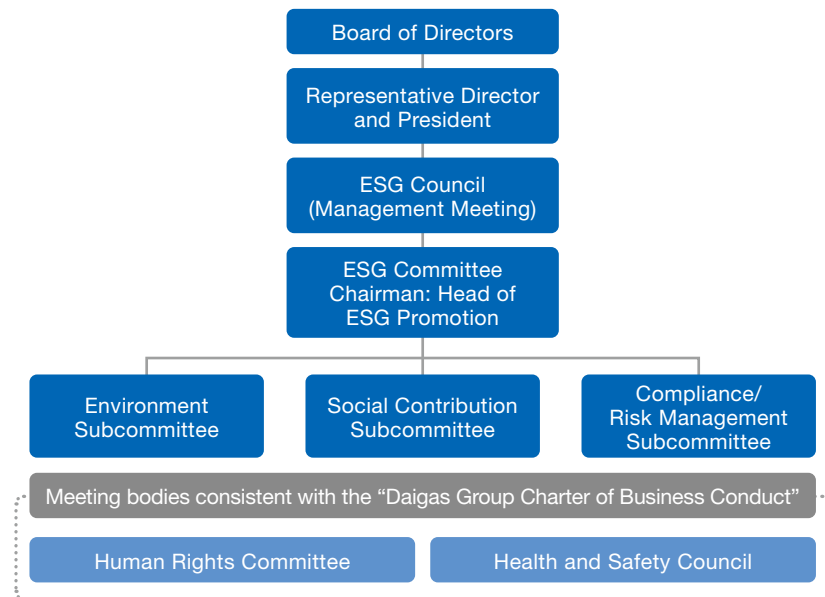 Board of Directors
Representative Director
and President
ESG Council
(Management Meeting)
ESG Committee
Chairman: Head of
ESG Promotion
Environment
Subcommittee
Social Contribution
Subcommittee
Compliance/
Risk Management
Subcommittee
Meeting bodies consistent with the “Daigas Group Charter of Business Conduct”
Human Rights Committee
Health and Safety Council